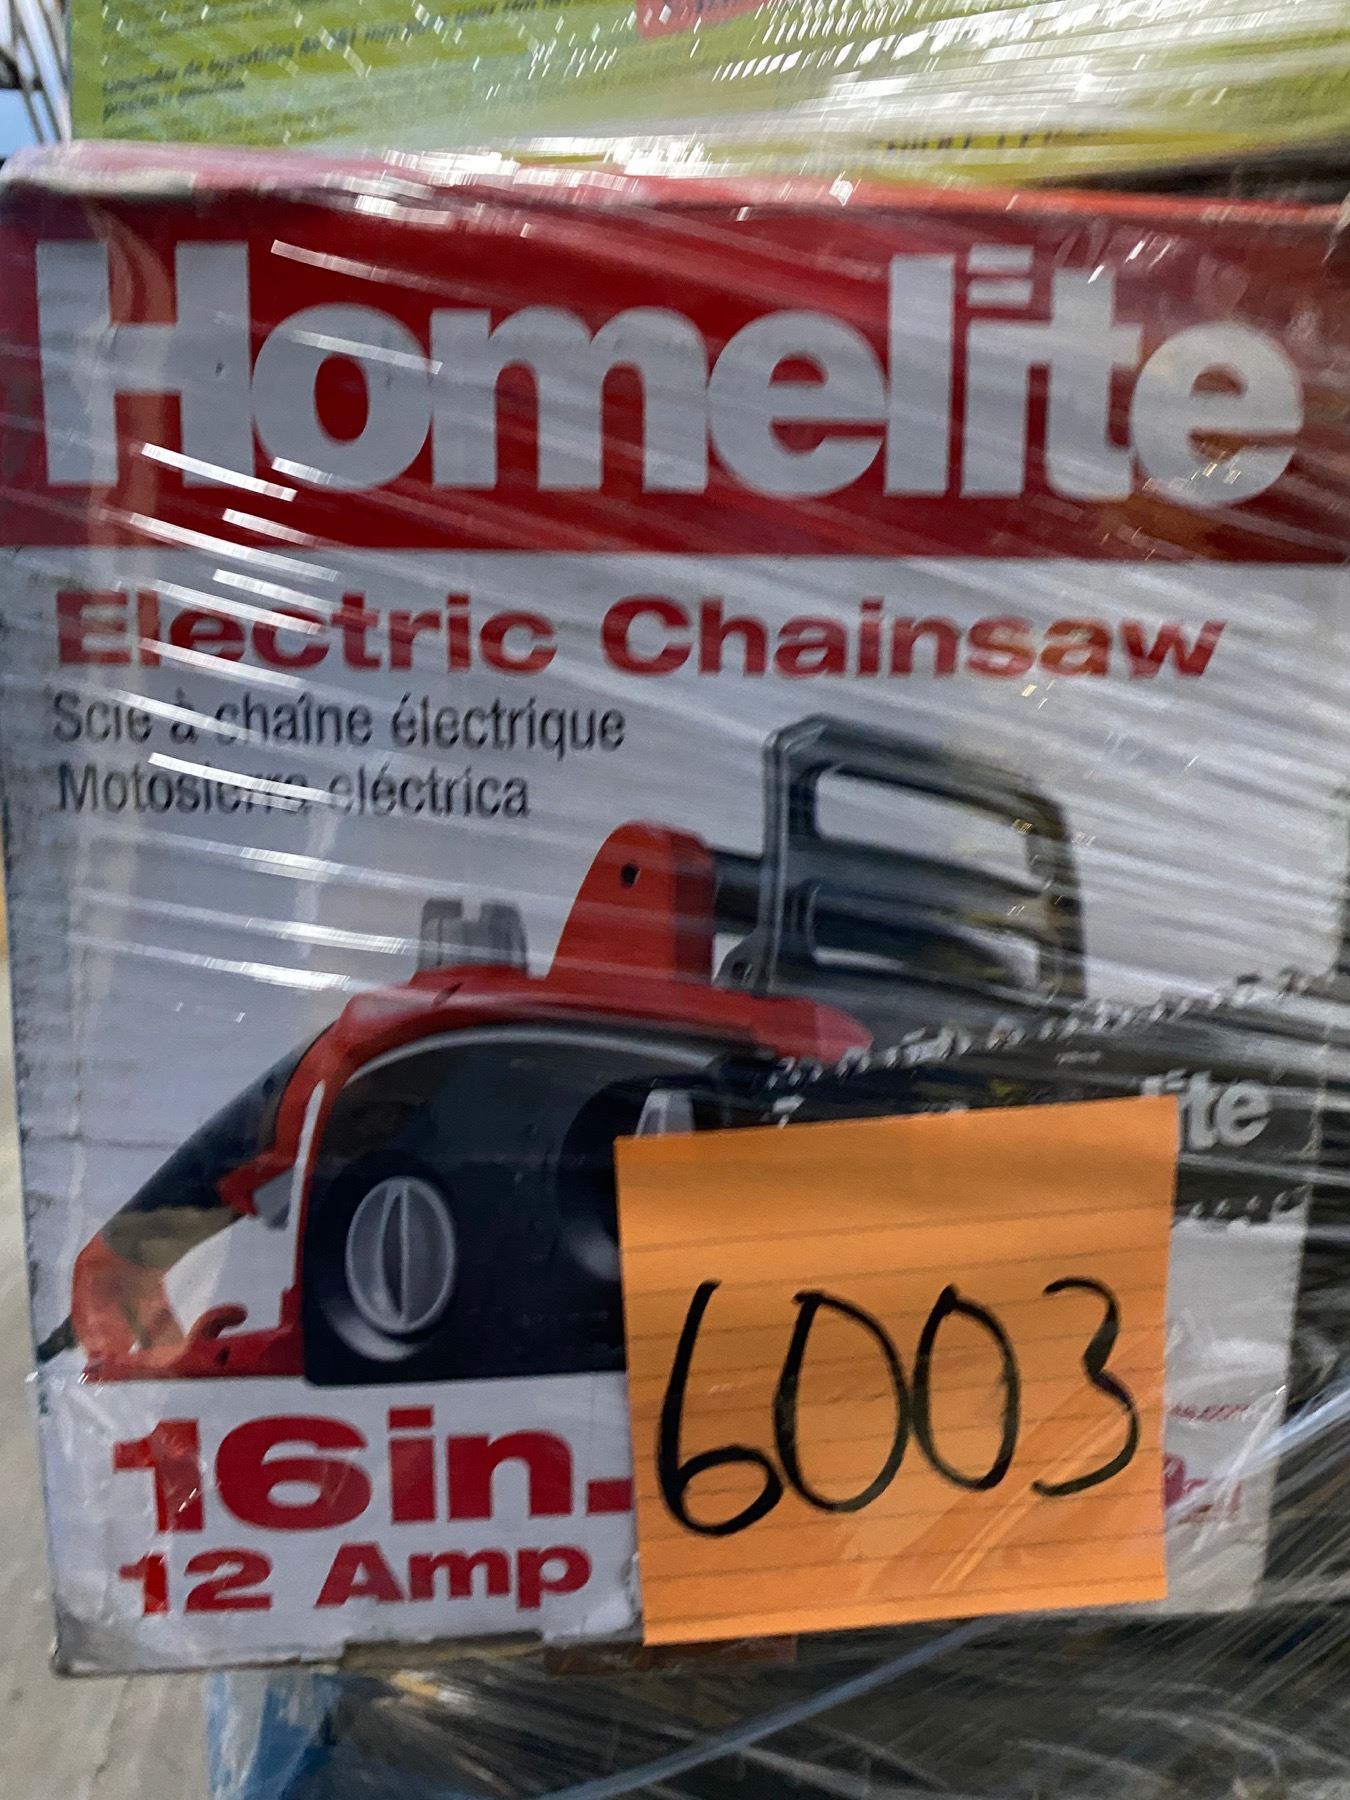 Homelite
Electric Chainsaw
Scie à chaîne électrique
Motosierra eléctrica
ite
6003
16in.
12 Amp